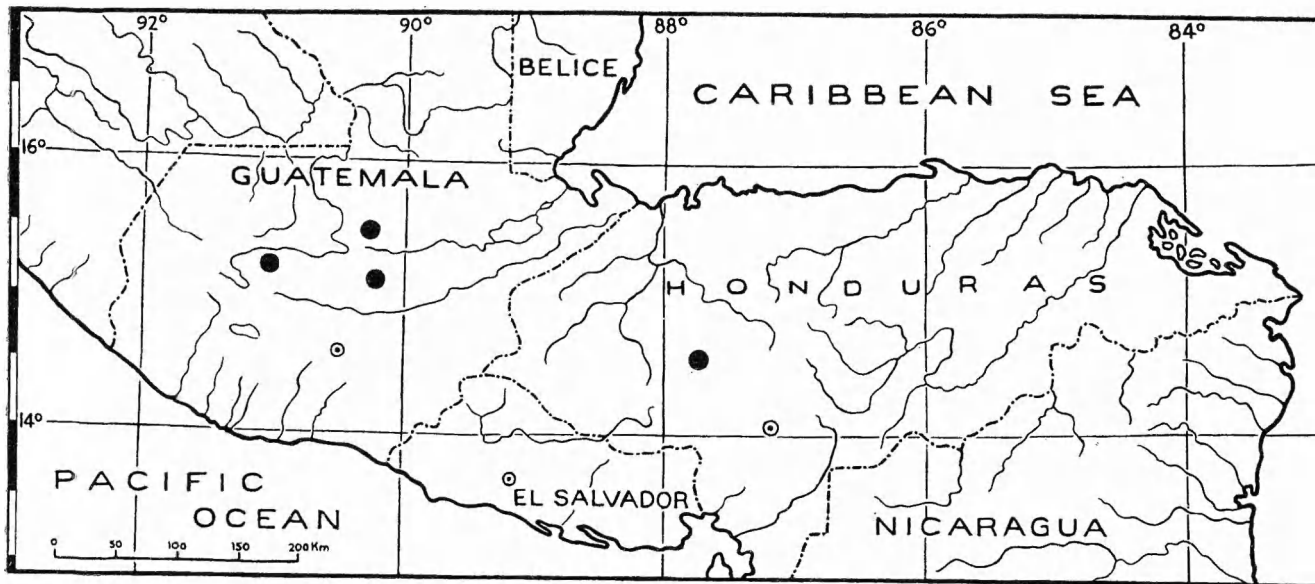 92° 90° 88° 86° 84°
BELICE
CARIBBEAN SEA
16°
GUATEMALA
HONDURAS
14°
PACIFIC
OCEAN
EL SALVADOR
NICARAGUA
0 50 100 150 200 Km